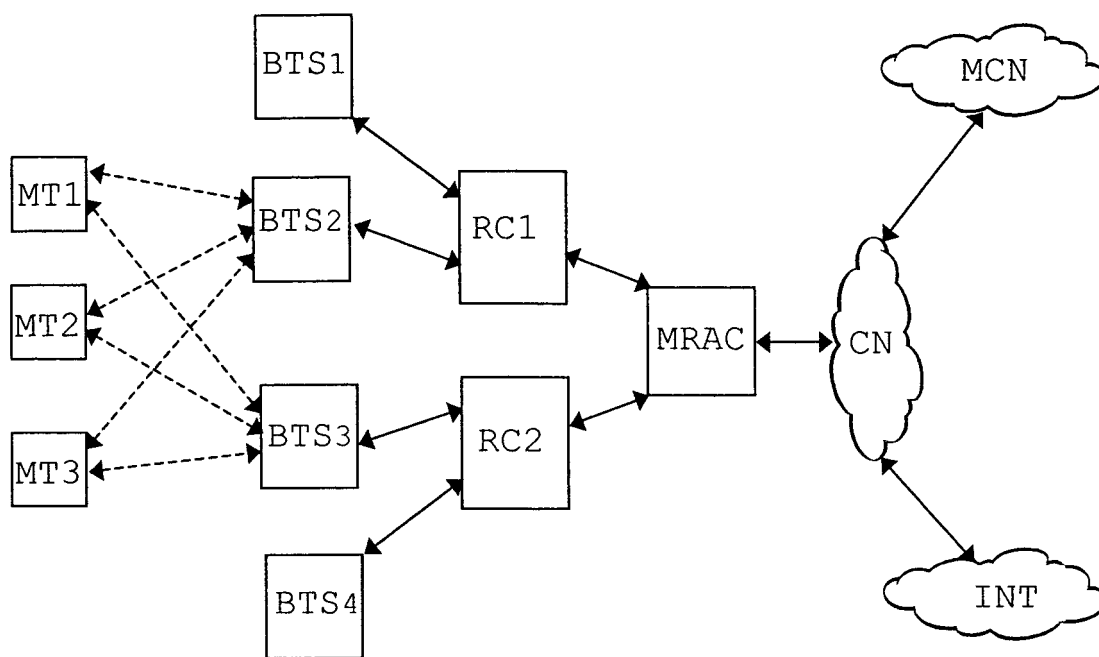 BTS1
MCN
MT1
BTS2
RC1
MT2
MRAC
CN
BTS3
RC2
MT3
BTS4
INT